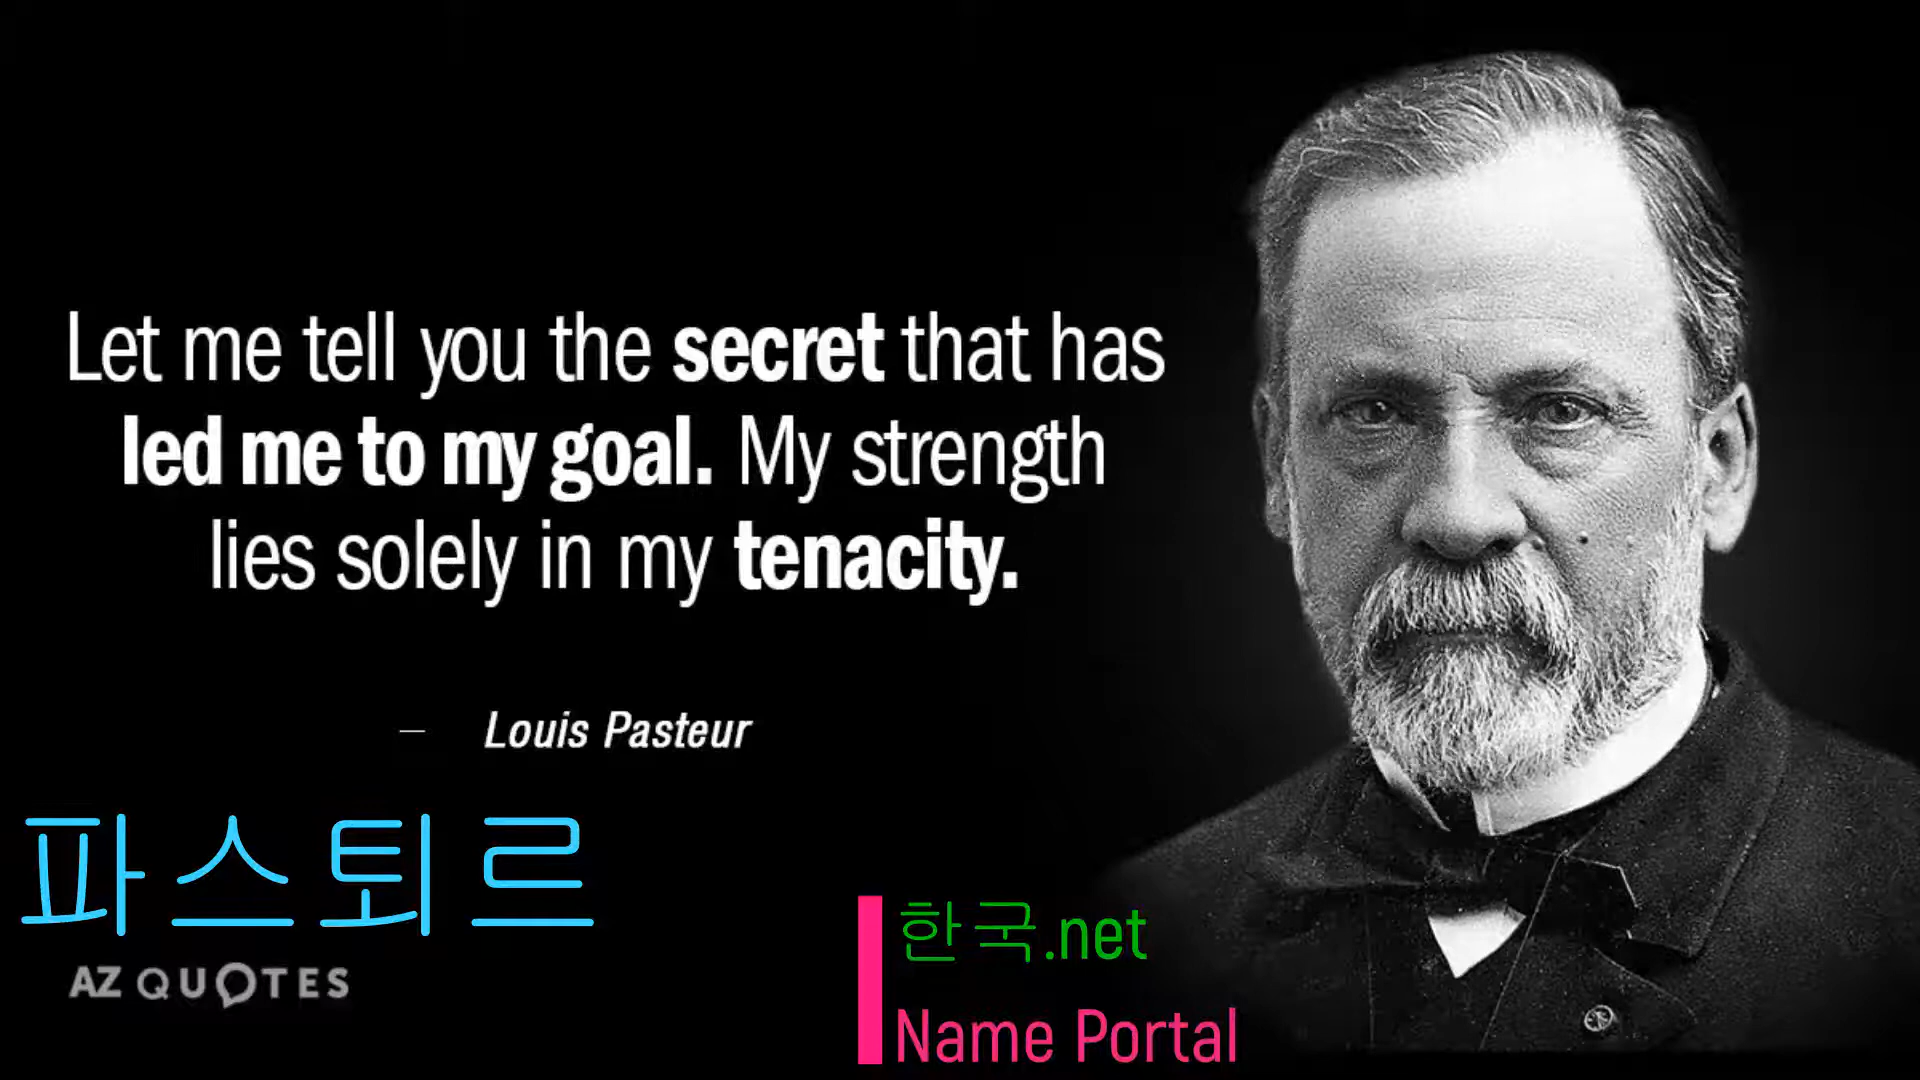 Let me tell you the secret that has
led me to my goal. My strength
lies solely in my tenacity.
— Louis Pasteur
파스퇴르
AZ QUOTES
한국.net
Name Portal